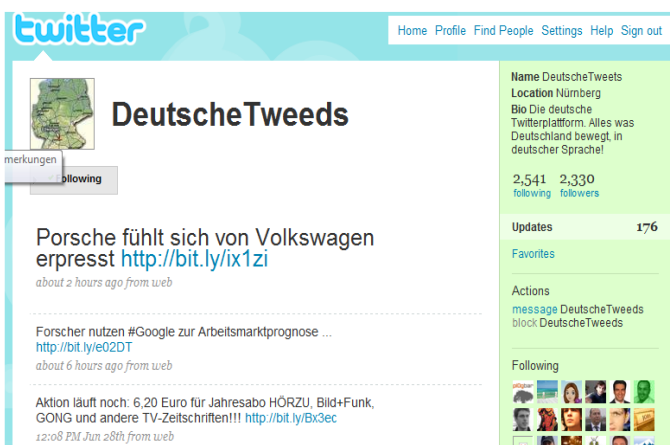 twitter
Home Profile Find People Settings Help Sign out
DeutscheTweeds
merkungen
Following
Porsche fühlt sich von Volkswagen
erpresst http://bit.ly/ix1zi
about 2 hours ago from web
Forscher nutzen #Google zur Arbeitsmarktprognose ...
http://bit.ly/e02DT
about 6 hours ago from web
Aktion läuft noch: 6,20 Euro für Jahresabo HÖRZU, Bild+Funk,
GONG und andere TV-Zeitschriften!!! http://bit.ly/Bx3ec
12:08 PM Jun 28th from web
Name DeutscheTweets
Location Nürnberg
Bio Die deutsche
Twitterplattform. Alles was
Deutschland bewegt, in
deutscher Sprache!
2,541 2,330
following followers
Updates 176
Favorites
Actions
message DeutscheTweeds
block DeutscheTweeds
Following